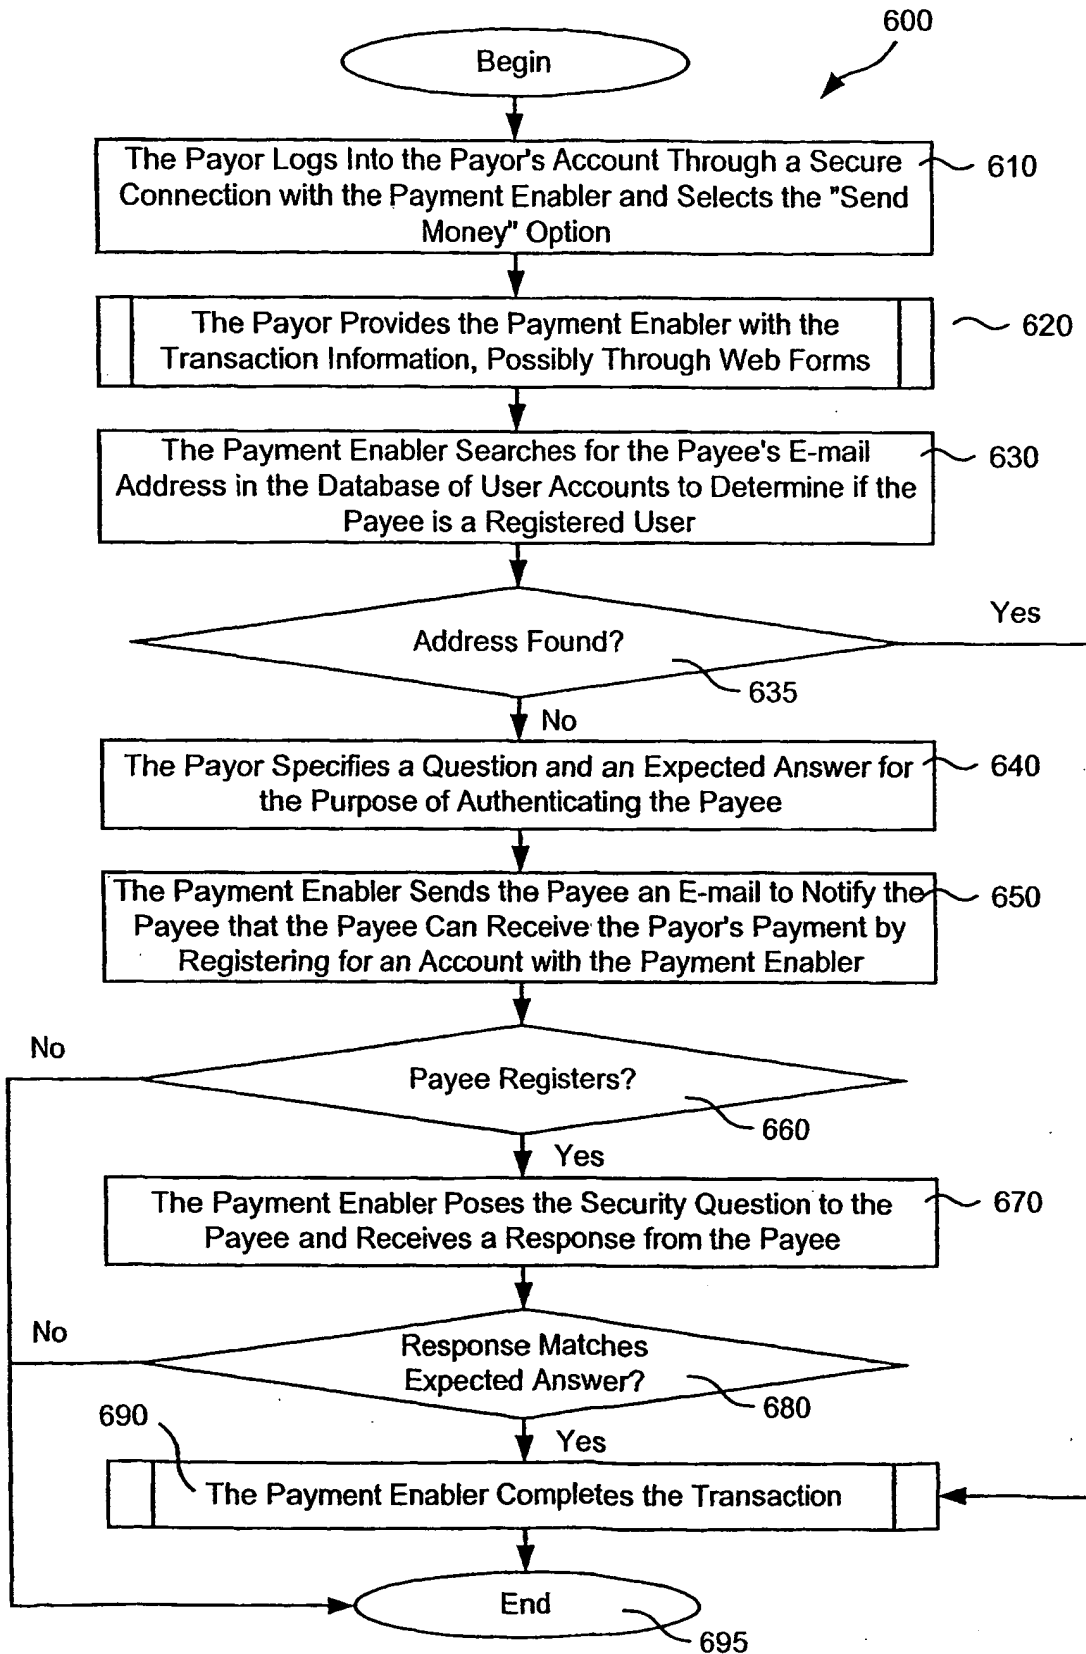 600
Begin
The Payor Logs Into the Payor's Account Through a Secure
Connection with the Payment Enabler and Selects the "Send
Money" Option
610
The Payor Provides the Payment Enabler with the
Transaction Information, Possibly Through Web Forms
620
The Payment Enabler Searches for the Payee's E-mail
Address in the Database of User Accounts to Determine if the
Payee is a Registered User
630
Address Found?
635
Yes
No
The Payor Specifies a Question and an Expected Answer for
the Purpose of Authenticating the Payee
640
The Payment Enabler Sends the Payee an E-mail to Notify the
Payee that the Payee Can Receive the Payor's Payment by
Registering for an Account with the Payment Enabler
650
No
Payee Registers?
660
Yes
The Payment Enabler Poses the Security Question to the
Payee and Receives a Response from the Payee
670
No
Response Matches
Expected Answer?
680
690
Yes
The Payment Enabler Completes the Transaction
End
695